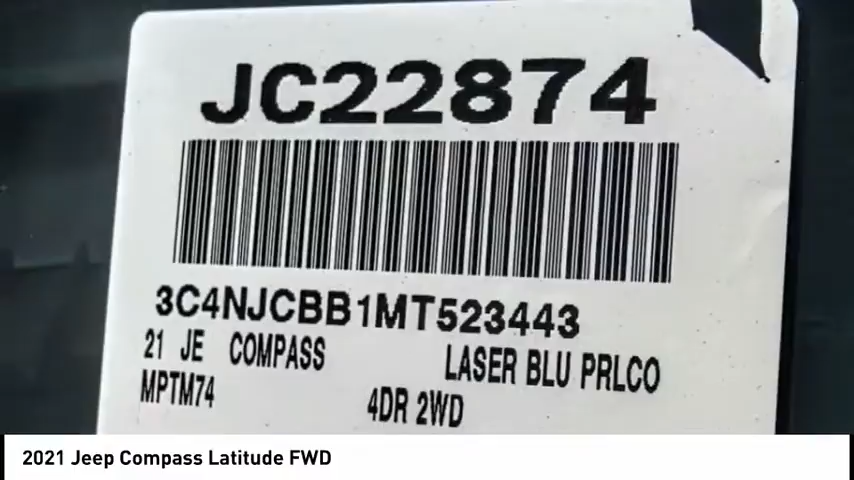 JC22874
3C4NJCBB1MT523443
21 JE COMPASS LASER BLU PRLCO
MPTM74 4DR 2WD
2021 Jeep Compass Latitude FWD